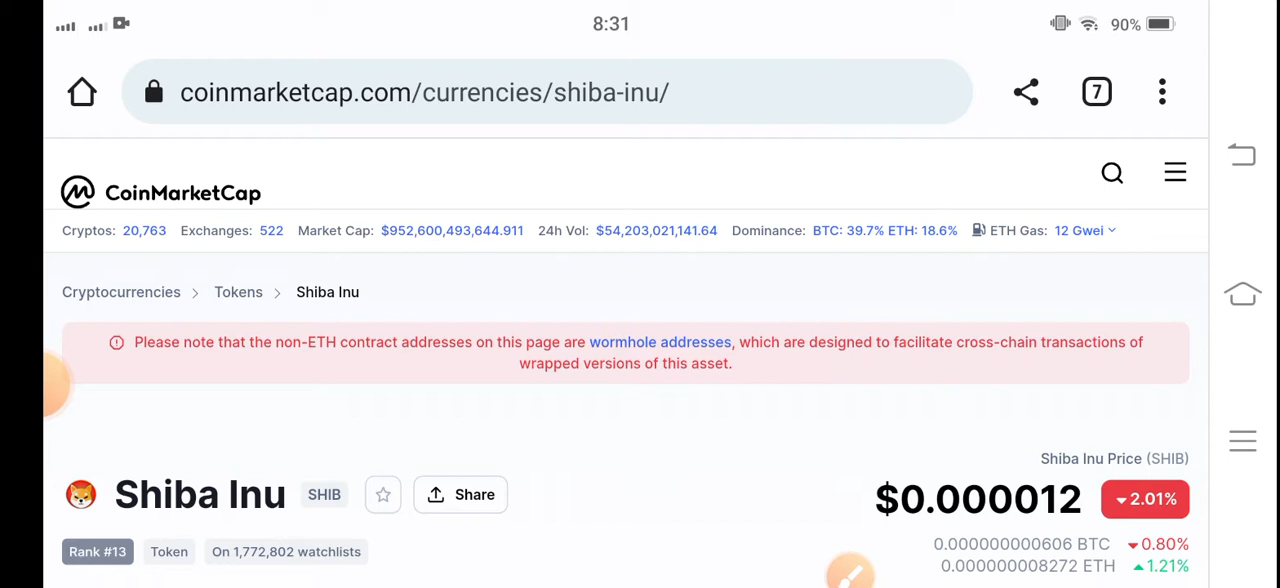 8:31
90%
coinmarketcap.com/currencies/shiba-inu/
7
CoinMarketCap
Cryptos: 20,763 Exchanges: 522 Market Cap: $952,600,493,644.911 24h Vol: $54,203,021,141.64 Dominance: BTC: 39.7% ETH: 18.6% ETH Gas: 12 Gwei
Cryptocurrencies > Tokens > Shiba Inu
Please note that the non-ETH contract addresses on this page are wormhole addresses, which are designed to facilitate cross-chain transactions of
wrapped versions of this asset.
Shiba Inu Price (SHIB)
Shiba Inu SHIB Share $0.000012 2.01%
Rank #13 Token On 1,772,802 watchlists
0.000000000606 BTC 0.80%
0.000000008272 ETH 1.21%